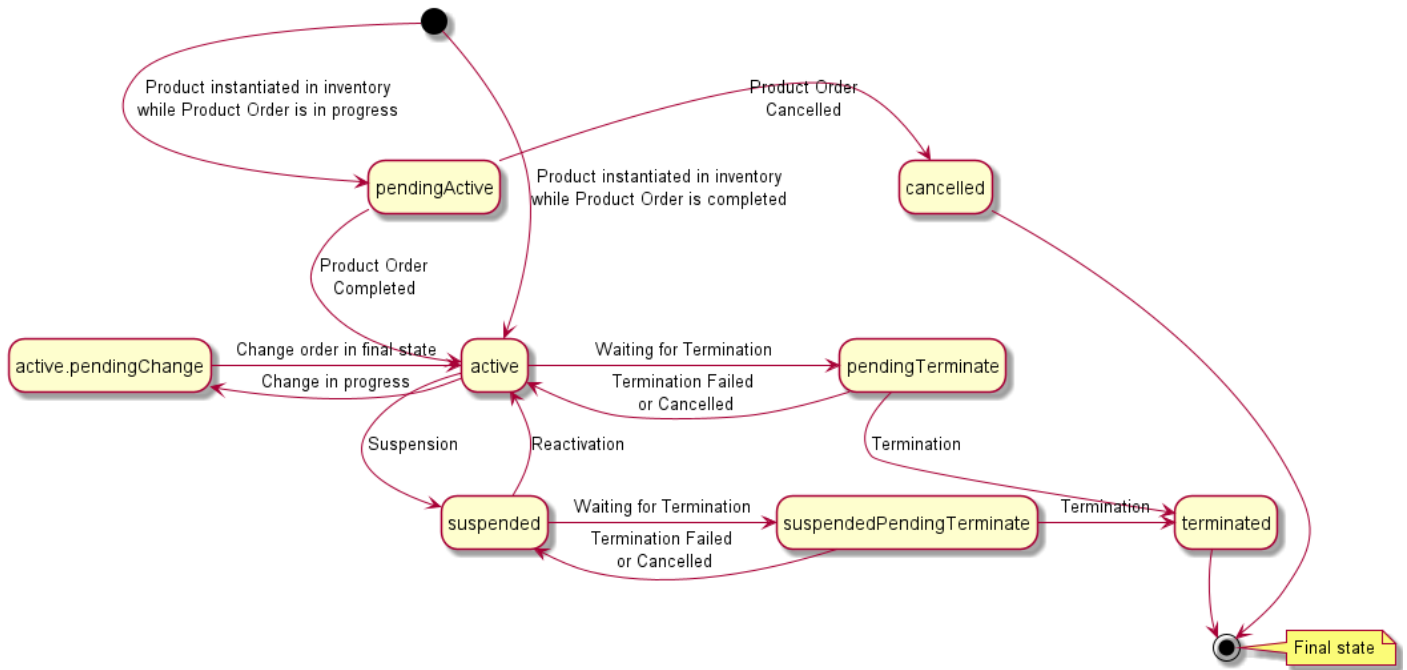 Product instantiated in inventory
while Product Order is in progress
Product Order
Cancelled
pendingActive
Product instantiated in inventory
while Product Order is completed
cancelled
Product Order
Completed
active.pendingChange
Change order in final state
Change in progress
active
Waiting for Termination
Termination Failed
or Cancelled
pendingTerminate
Suspension
Reactivation
Termination
suspended
Waiting for Termination
Termination Failed
or Cancelled
suspendedPendingTerminate
Termination
terminated
Final state